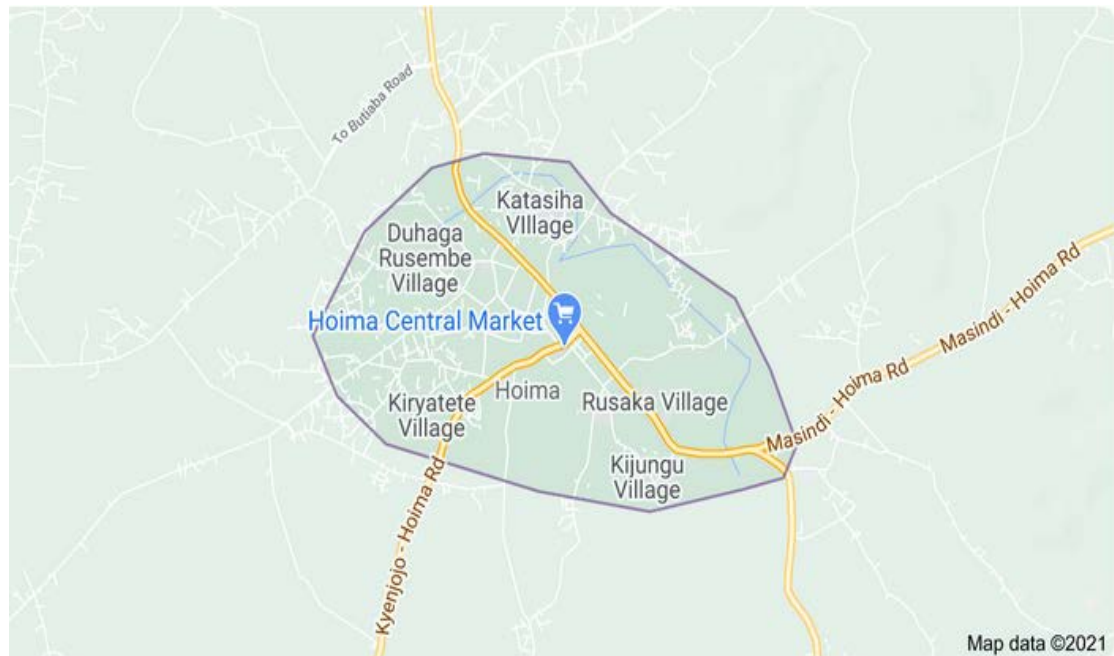 To Butiaba Road
Katasiha
VIllage
Duhaga
Rusembe
Village
Masindi - Hoima Rd
Hoima Central Market
Masindi - Hoima Rd
Hoima
Kiryatete
Village
Rusaka Village
Kijungu
Village
Kyenjojo - Hoima Rd
Map data ©2021